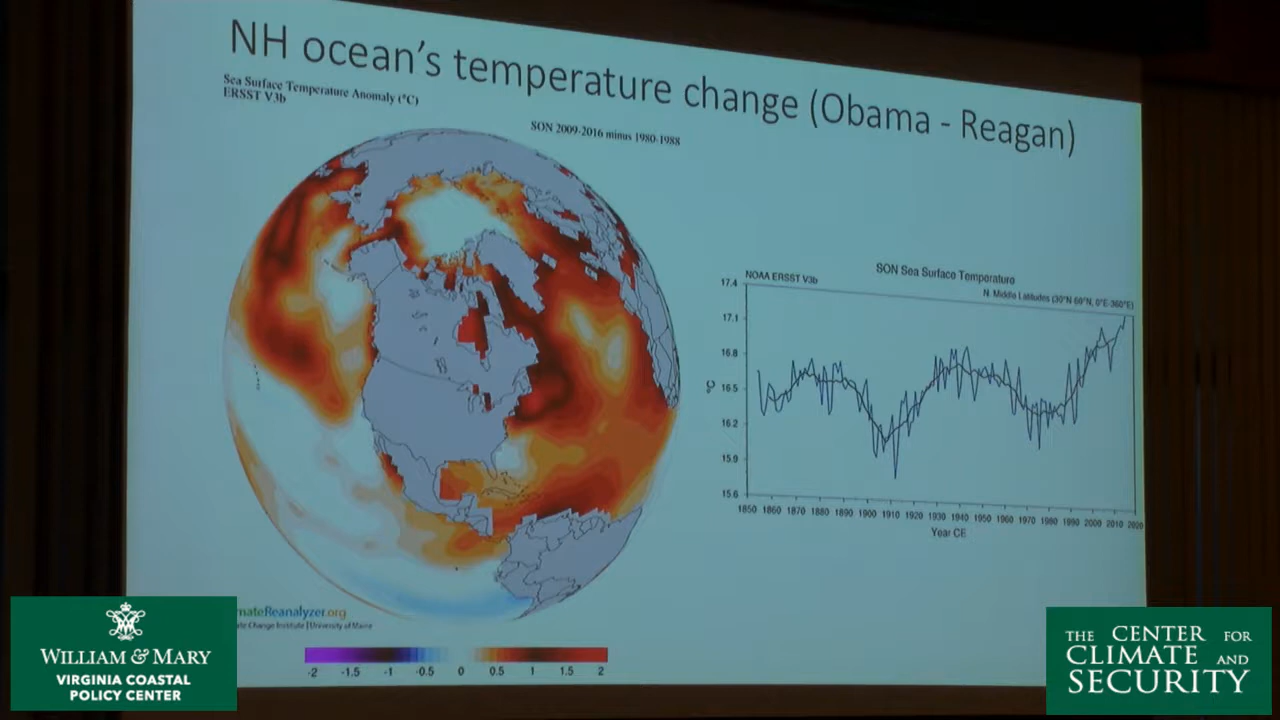 NH ocean's temperature change (Obama - Reagan)
Sea Surface Temperature Anomaly (°C)
ERSST V3b
SON 2009-2016 minus 1980-1988
NOAA ERSST V3b
SON Sea Surface Temperature
N. Middle Latitudes (30°N-60°N, 0°E-360°E)
17.4
17.1
16.8
16.5
16.2
15.9
15.6
°C
1850 1860 1870 1880 1890 1900 1910 1920 1930 1940 1950 1960 1970 1980 1990 2000 2010 2020
Year CE
mateReanalyzer.org
ate Change Institute | University of Maine
-2 -1.5 -1 -0.5 0 0.5 1 1.5 2
WILLIAM & MARY
VIRGINIA COASTAL
POLICY CENTER
THE CENTER FOR
CLIMATE AND
SECURITY